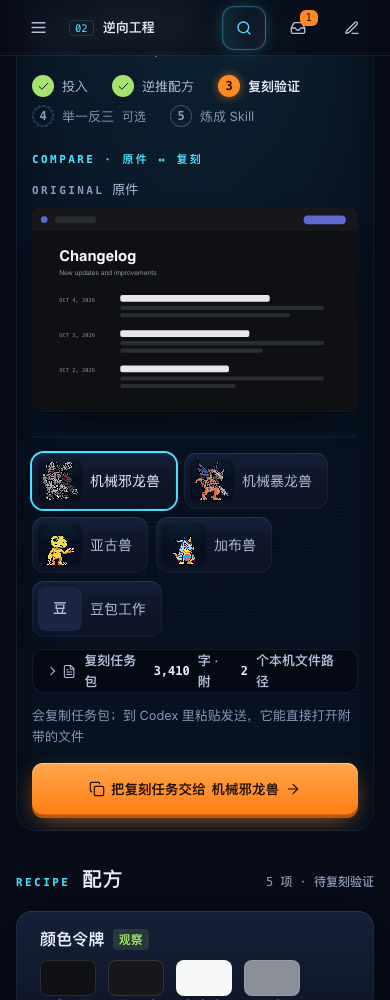 02 逆向工程
1
投入
逆推配方
3 复刻验证
4 举一反三 可选
5 炼成 Skill
COMPARE · 原件 ↔ 复刻
ORIGINAL 原件
Changelog
New updates and improvements
OCT 4, 2026
OCT 3, 2026
OCT 2, 2026
机械邪龙兽
机械暴龙兽
亚古兽
加布兽
豆 豆包工作
复刻任务包 3,410 字 · 附 2 个本机文件路径
会复制任务包; 到 Codex 里粘贴发送, 它能直接打开附
带的文件
把复刻任务交给 机械邪龙兽 →
RECIPE 配方
5 项 · 待复刻验证
颜色令牌 观察